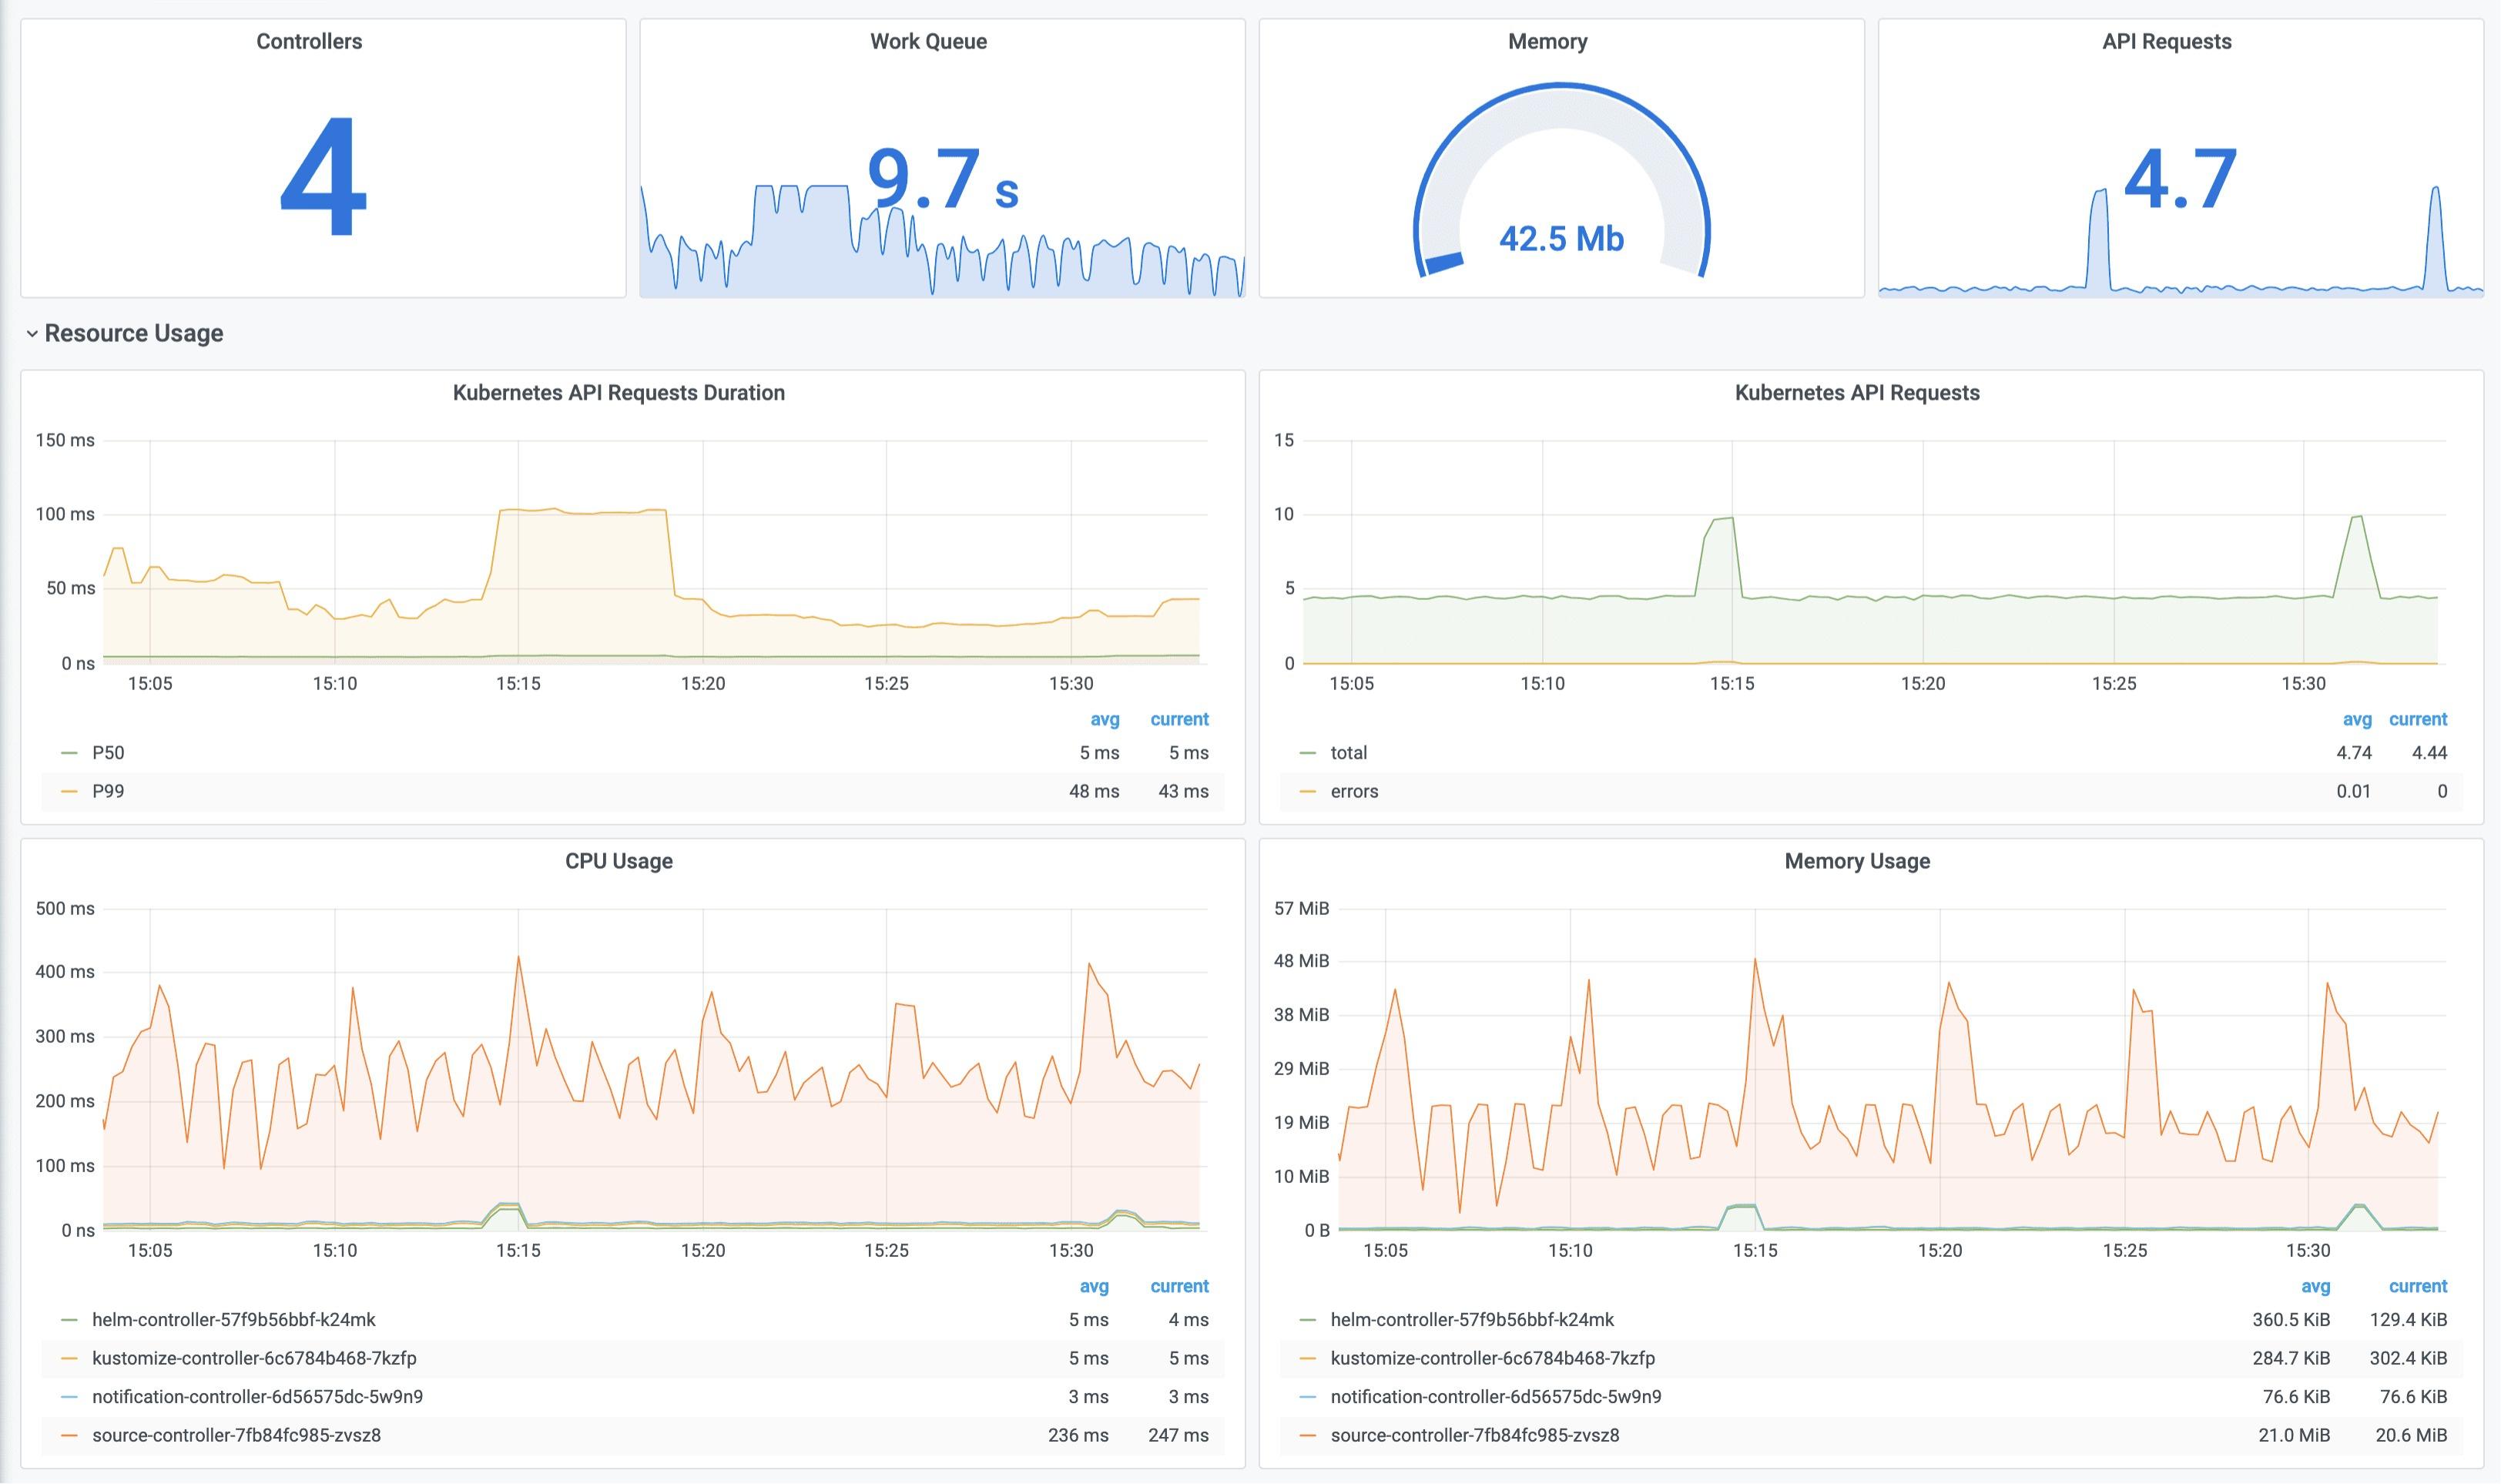 Controllers
4
Work Queue
9.7 s
Memory
42.5 Mb
API Requests
4.7
Resource Usage
Kubernetes API Requests Duration
150 ms
100 ms
50 ms
0 ns
15:05 15:10 15:15 15:20 15:25 15:30
avg current
P50 5 ms 5 ms
P99 48 ms 43 ms
Kubernetes API Requests
15
10
5
0
15:05 15:10 15:15 15:20 15:25 15:30
avg current
total 4.74 4.44
errors 0.01 0
CPU Usage
500 ms
400 ms
300 ms
200 ms
100 ms
0 ns
15:05 15:10 15:15 15:20 15:25 15:30
avg current
helm-controller-57f9b56bbf-k24mk 5 ms 4 ms
kustomize-controller-6c6784b468-7kzfp 5 ms 5 ms
notification-controller-6d56575dc-5w9n9 3 ms 3 ms
source-controller-7fb84fc985-zvsz8 236 ms 247 ms
Memory Usage
57 MiB
48 MiB
38 MiB
29 MiB
19 MiB
10 MiB
0 B
15:05 15:10 15:15 15:20 15:25 15:30
avg current
helm-controller-57f9b56bbf-k24mk 360.5 KiB 129.4 KiB
kustomize-controller-6c6784b468-7kzfp 284.7 KiB 302.4 KiB
notification-controller-6d56575dc-5w9n9 76.6 KiB 76.6 KiB
source-controller-7fb84fc985-zvsz8 21.0 MiB 20.6 MiB